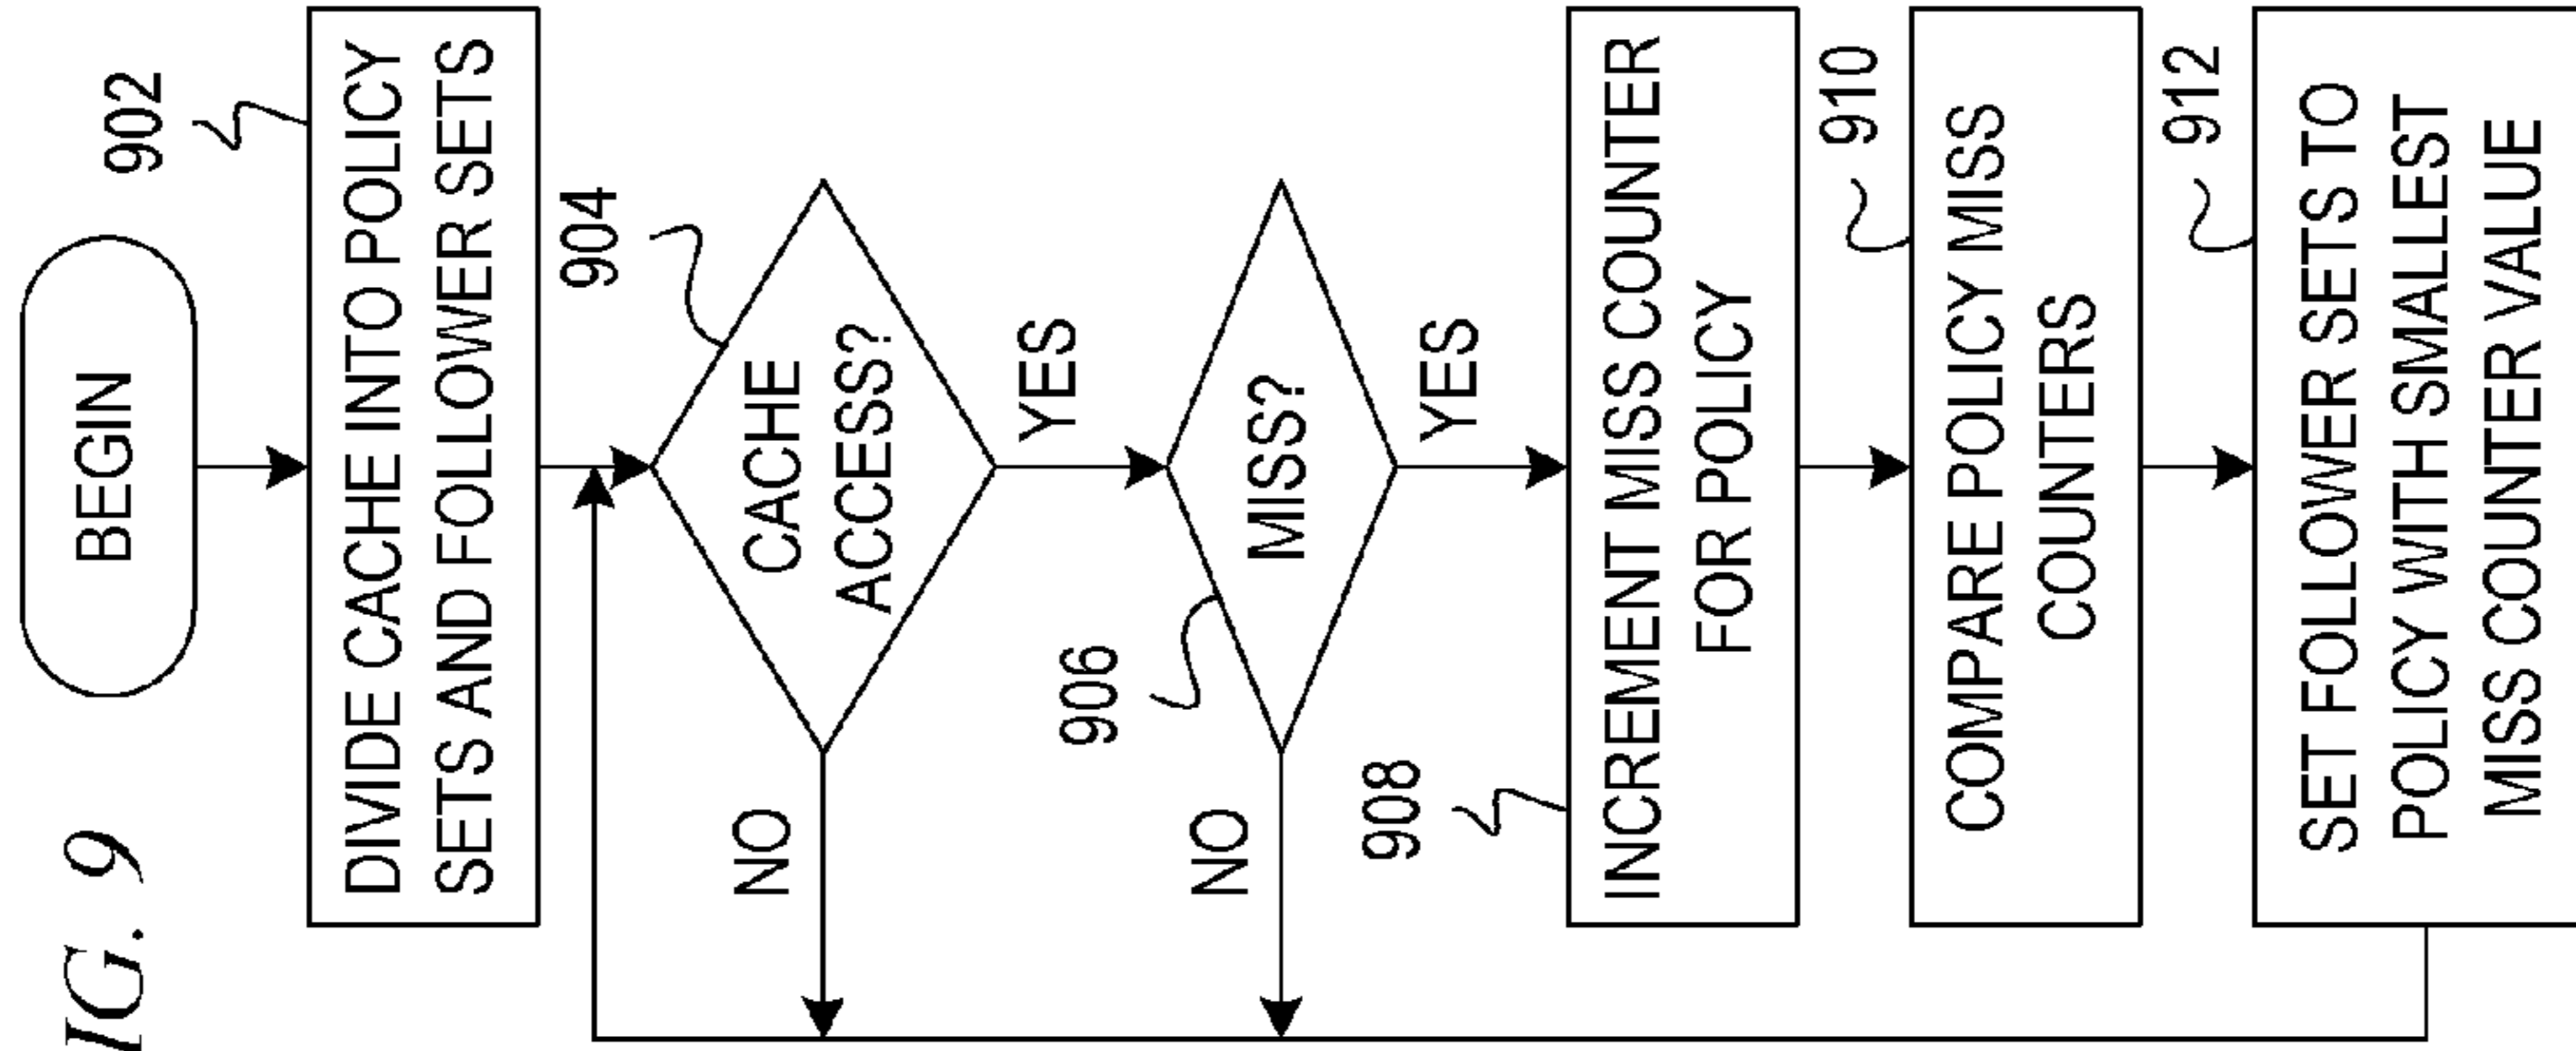 IG. 9
BEGIN
902
DIVIDE CACHE INTO POLICY
SETS AND FOLLOWER SETS
904
CACHE
ACCESS?
NO
YES
906
MISS?
NO
YES
908
INCREMENT MISS COUNTER
FOR POLICY
910
COMPARE POLICY MISS
COUNTERS
912
SET FOLLOWER SETS TO
POLICY WITH SMALLEST
MISS COUNTER VALUE